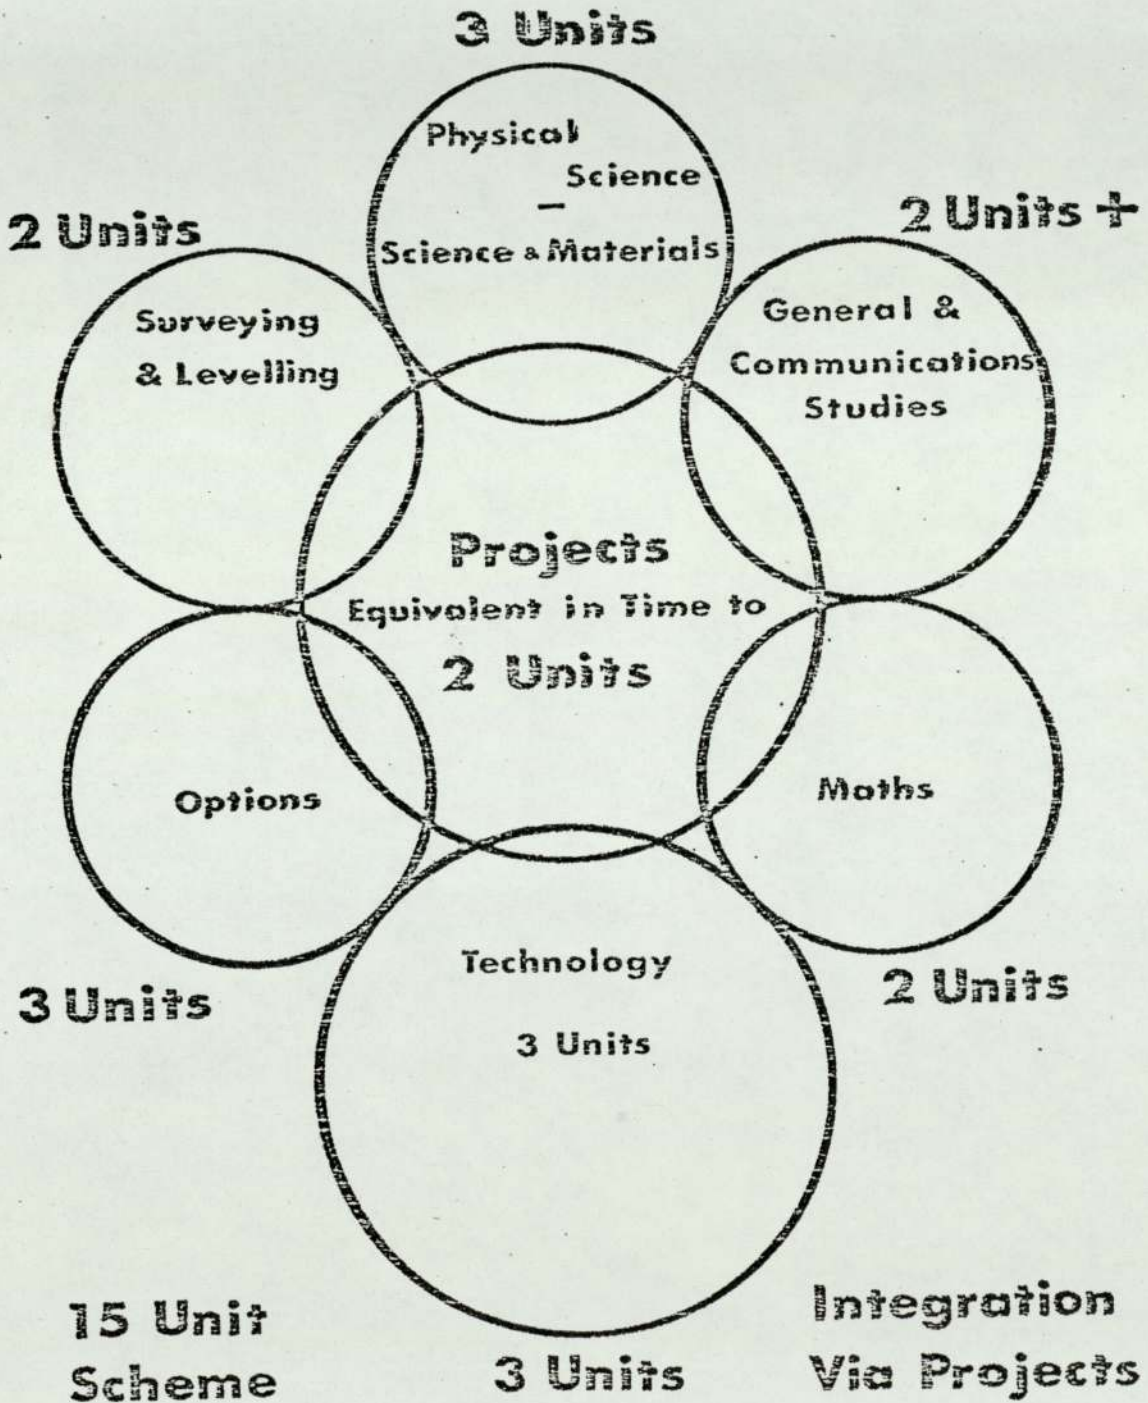 3 Units
Physical
Science
–
Science & Materials
2 Units
Surveying
& Levelling
2 Units +
General &
Communications
Studies
Projects
Equivalent in Time to
2 Units
Options
3 Units
Maths
2 Units
Technology
3 Units
3 Units
15 Unit
Scheme
Integration
Via Projects